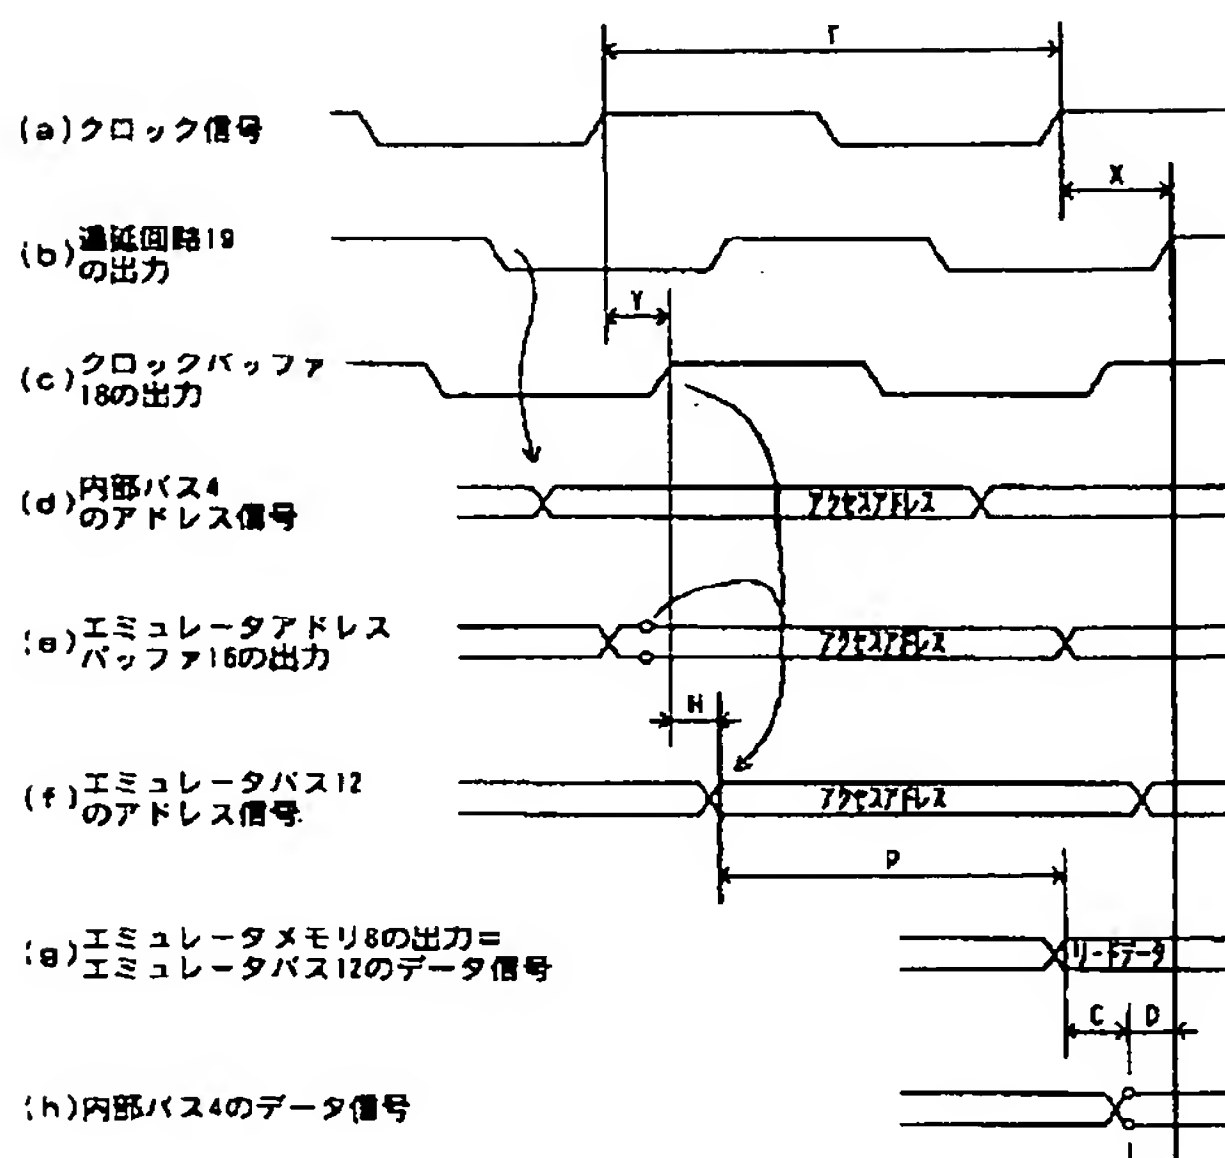 T
(a)クロック信号
X
(b)遅延回路19
の出力
Y
(c)クロックバッファ
18の出力
(d)内部バス4
のアドレス信号
アクセスアドレス
(e)エミュレータアドレス
バッファ16の出力
アクセスアドレス
H
(f)エミュレータバス12
のアドレス信号
アクセスアドレス
P
(g)エミュレータメモリ8の出力=
エミュレータバス12のデータ信号
リードデータ
C D
(h)内部バス4のデータ信号